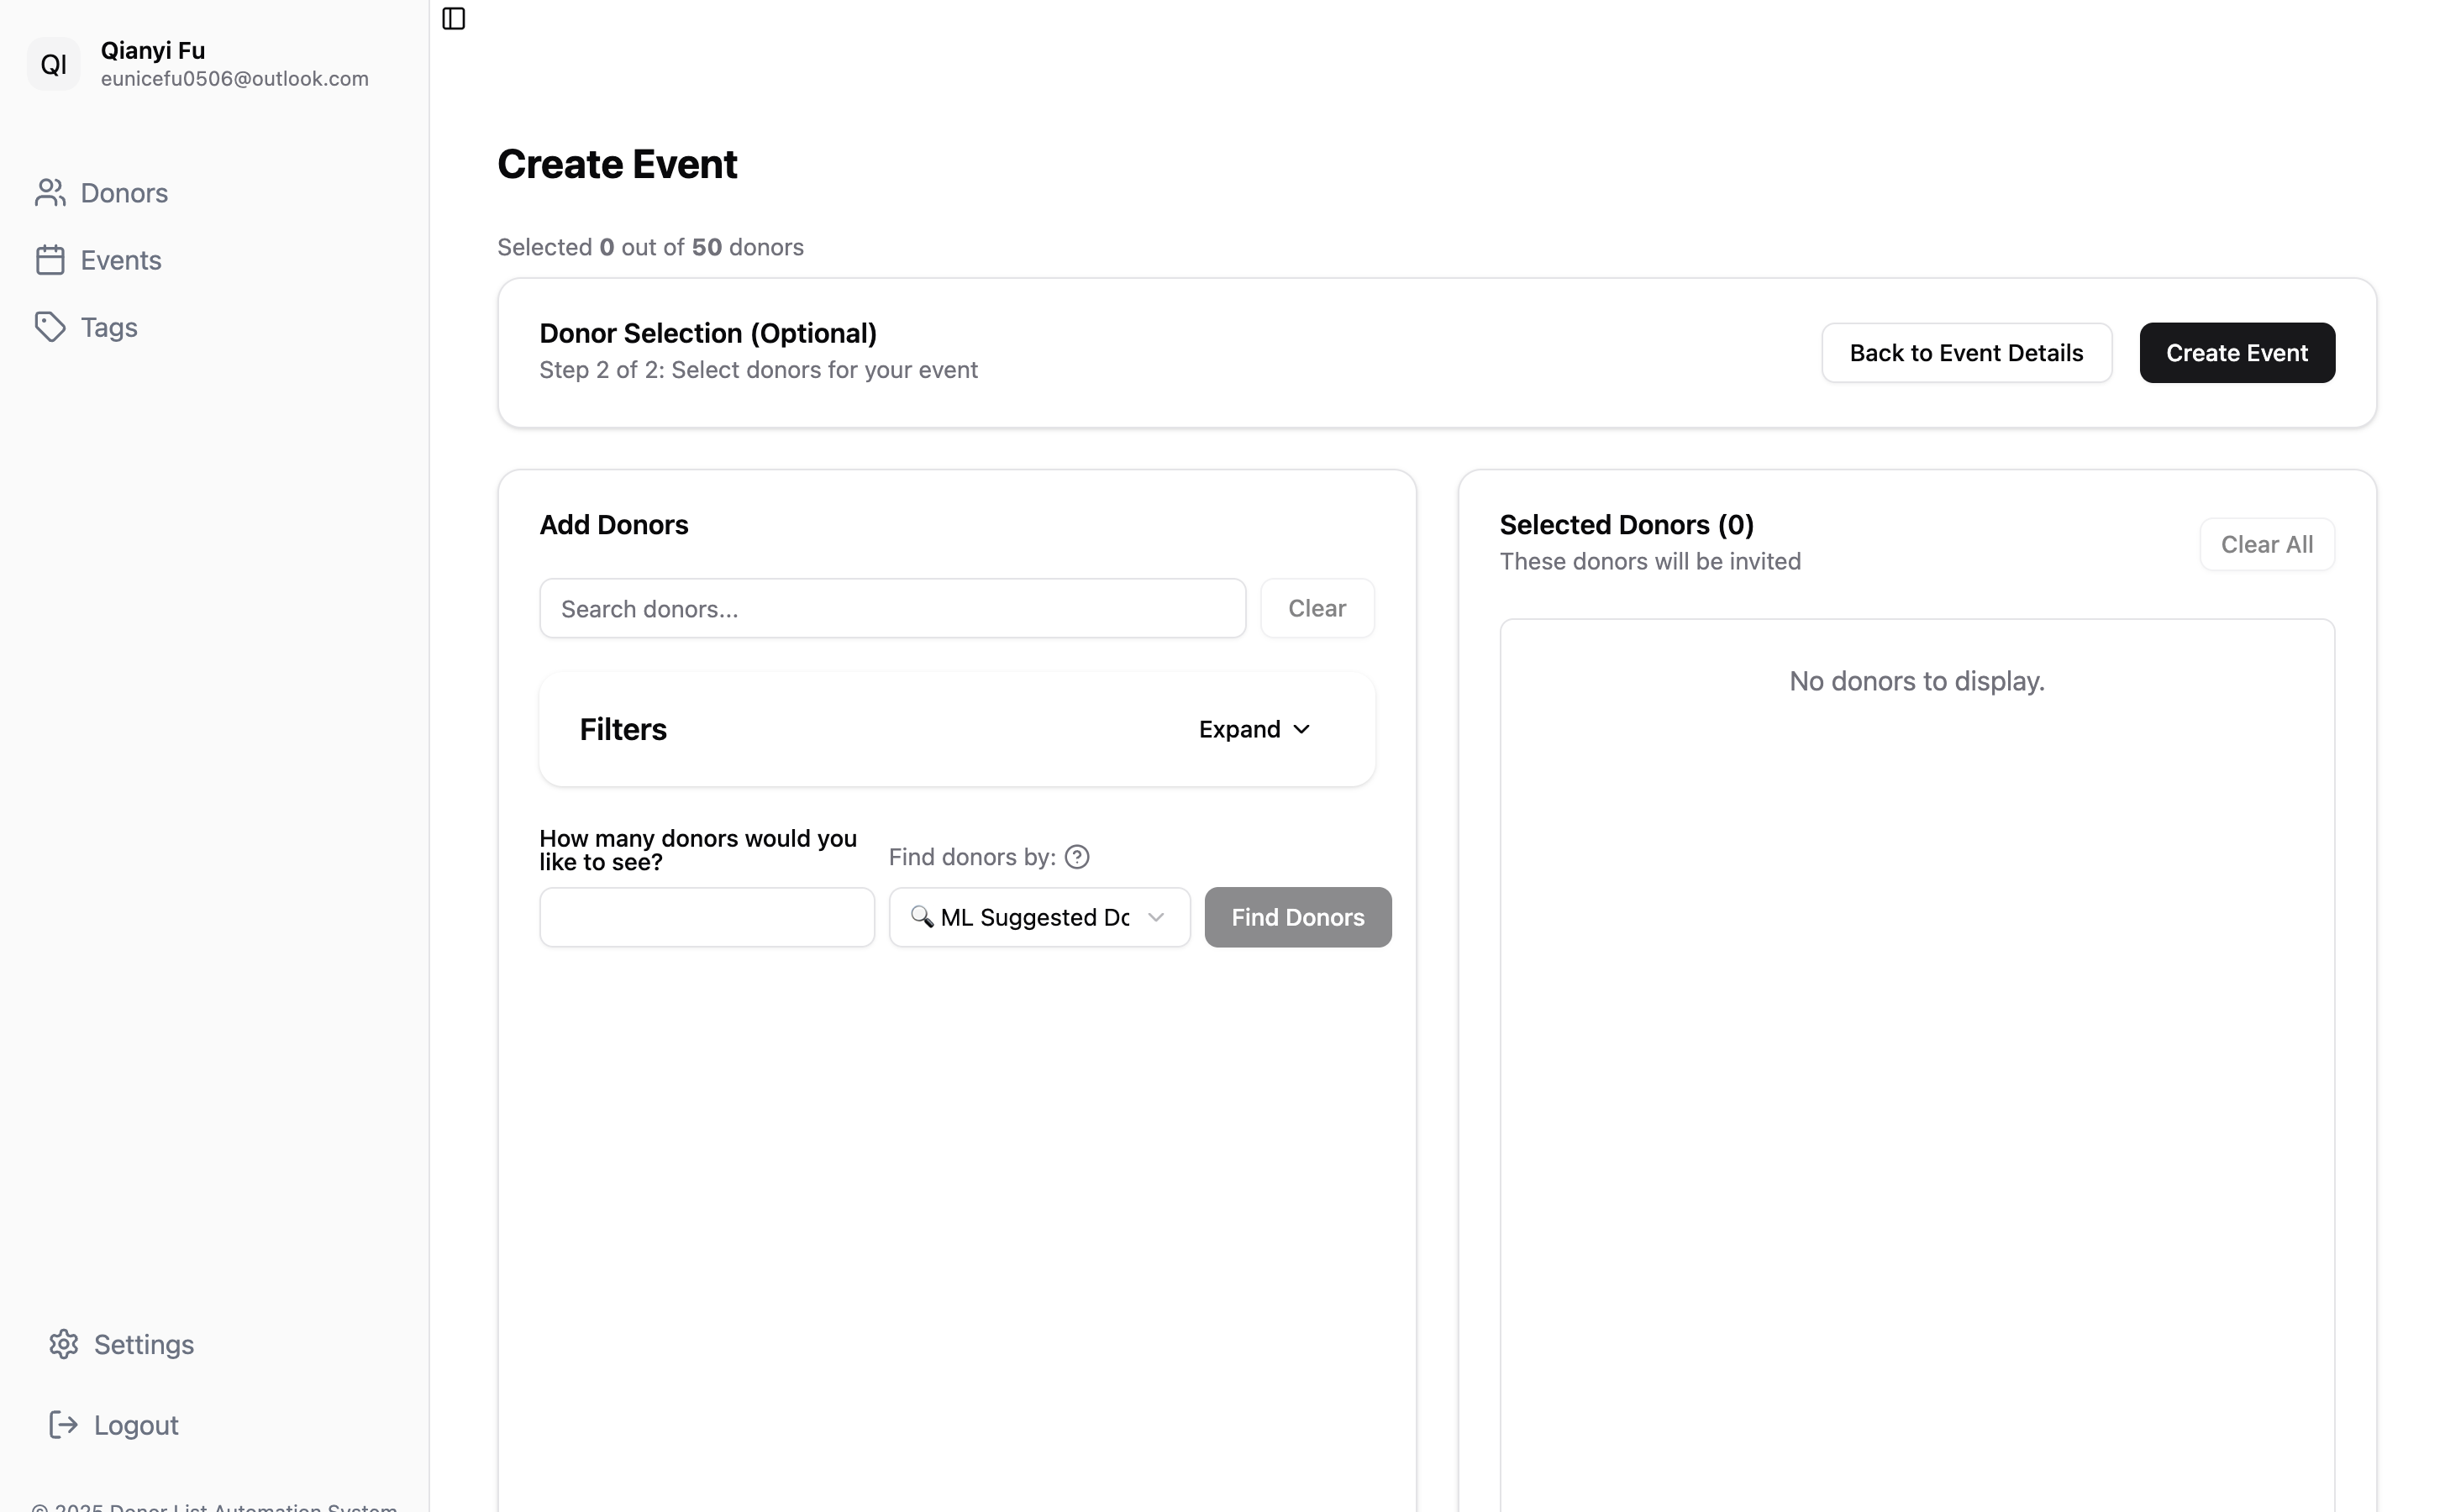 QI
Qianyi Fu
eunicefu0506@outlook.com
Donors
Events
Tags
Settings
Logout
© 2025 Donor List Automation System
Create Event
Selected 0 out of 50 donors
Donor Selection (Optional)
Step 2 of 2: Select donors for your event
Back to Event Details
Create Event
Add Donors
Search donors...
Clear
Filters
Expand
How many donors would you
like to see?
Find donors by:
ML Suggested Do
Find Donors
Selected Donors (0)
These donors will be invited
Clear All
No donors to display.